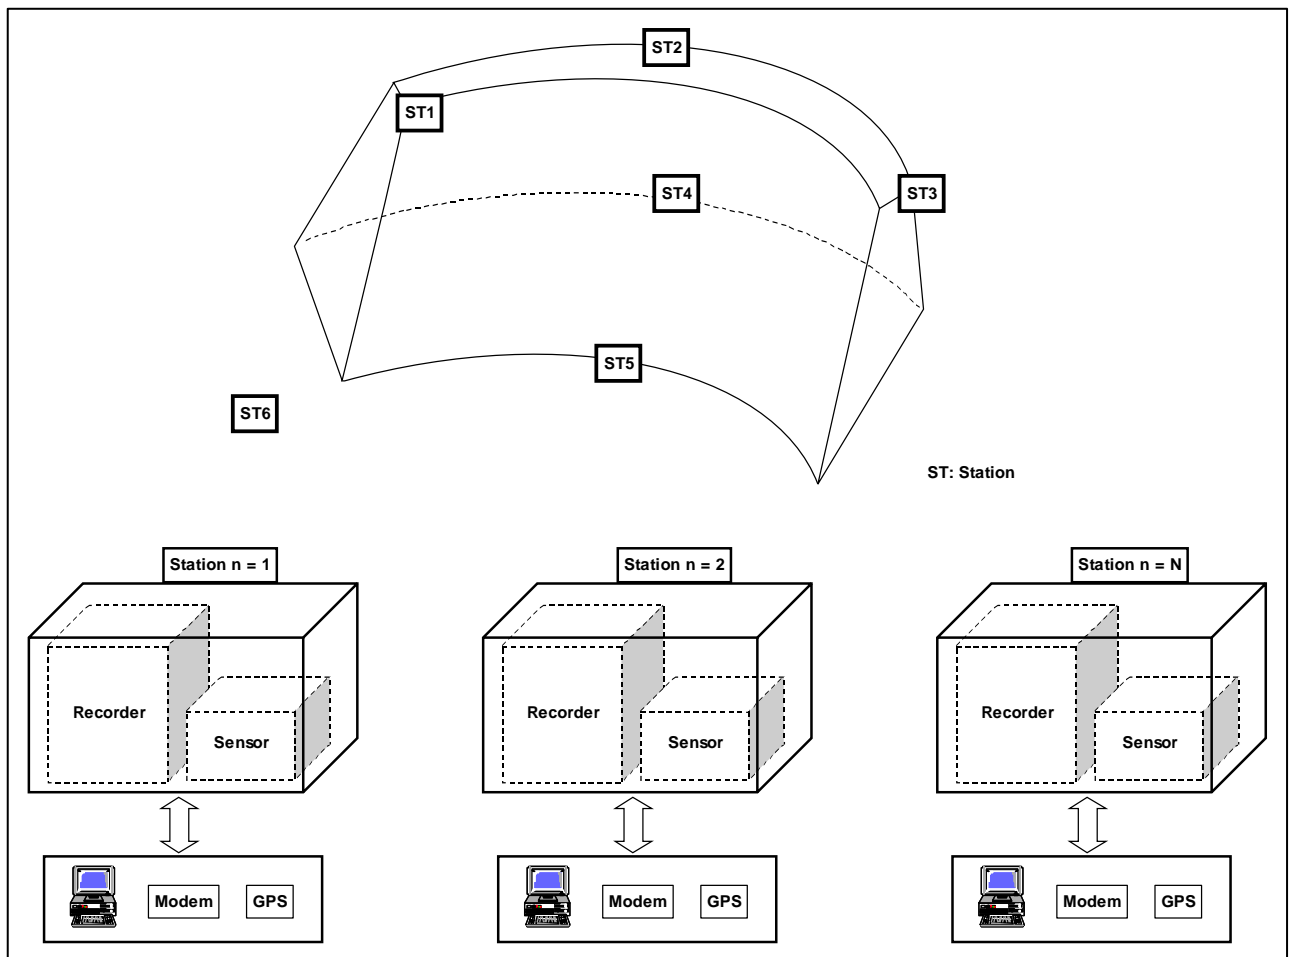 ST2
ST1
ST4
ST3
ST5
ST6
ST: Station
Station n = 1
Station n = 2
Station n = N
Recorder
Sensor
Recorder
Sensor
Recorder
Sensor
Modem
GPS
Modem
GPS
Modem
GPS